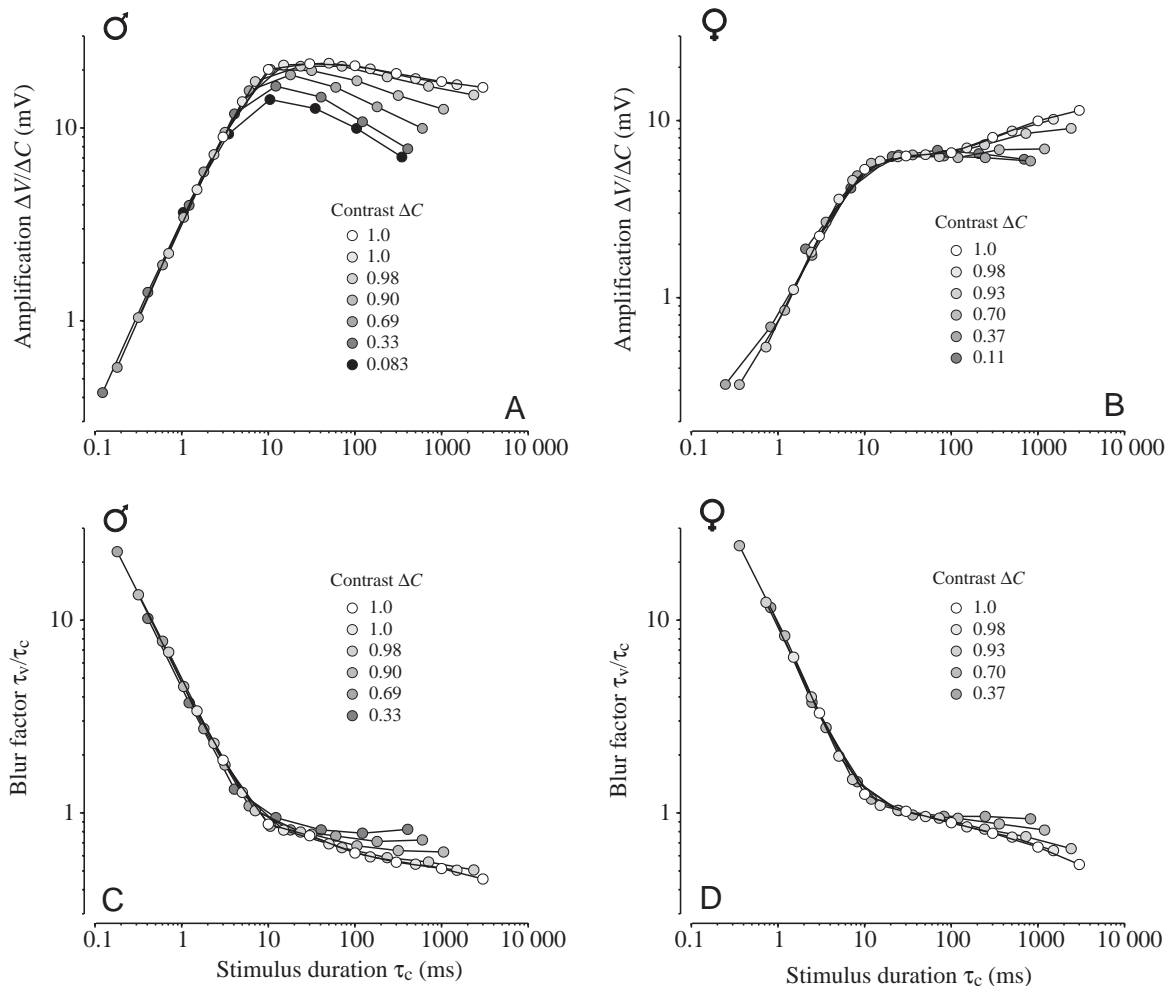 ♂
Amplification ΔV/ΔC (mV)
10
1
Contrast ΔC
1.0
1.0
0.98
0.90
0.69
0.33
0.083
A
0.1 1 10 100 1000 10 000
♀
Amplification ΔV/ΔC (mV)
10
1
Contrast ΔC
1.0
0.98
0.93
0.70
0.37
0.11
B
0.1 1 10 100 1000 10 000
♂
Blur factor τv/τc
10
1
Contrast ΔC
1.0
1.0
0.98
0.90
0.69
0.33
C
0.1 1 10 100 1000 10 000
Stimulus duration τc (ms)
♀
Blur factor τv/τc
10
1
Contrast ΔC
1.0
0.98
0.93
0.70
0.37
D
0.1 1 10 100 1000 10 000
Stimulus duration τc (ms)